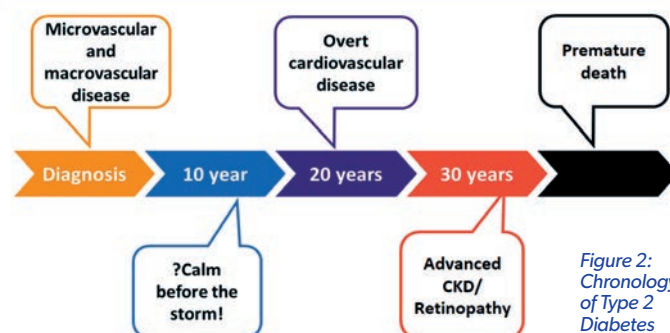 Microvascular
and
macrovascular
disease
Overt
cardiovascular
disease
Premature
death
Diagnosis
10 year
20 years
30 years
?Calm
before the
storm!
Advanced
CKD/
Retinopathy
Figure 2:
Chronology
of Type 2
Diabetes